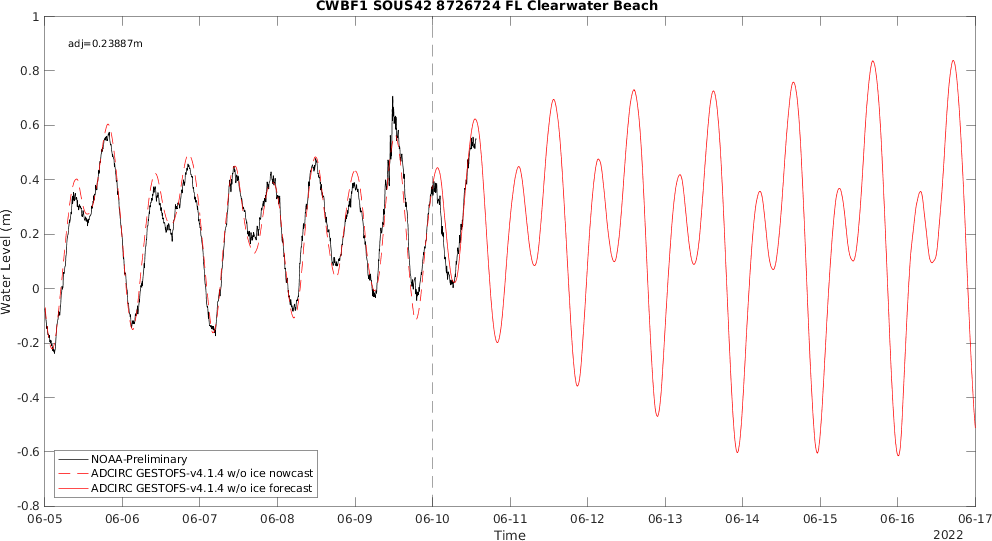 CWBF1 SOUS42 8726724 FL Clearwater Beach
adj=0.23887m
1
0.8
0.6
0.4
0.2
0
-0.2
-0.4
-0.6
-0.8
Water Level (m)
NOAA-Preliminary
ADCIRC GESTOFS-v4.1.4 w/o ice nowcast
ADCIRC GESTOFS-v4.1.4 w/o ice forecast
06-05 06-06 06-07 06-08 06-09 06-10 06-11 06-12 06-13 06-14 06-15 06-16 06-17
Time
2022